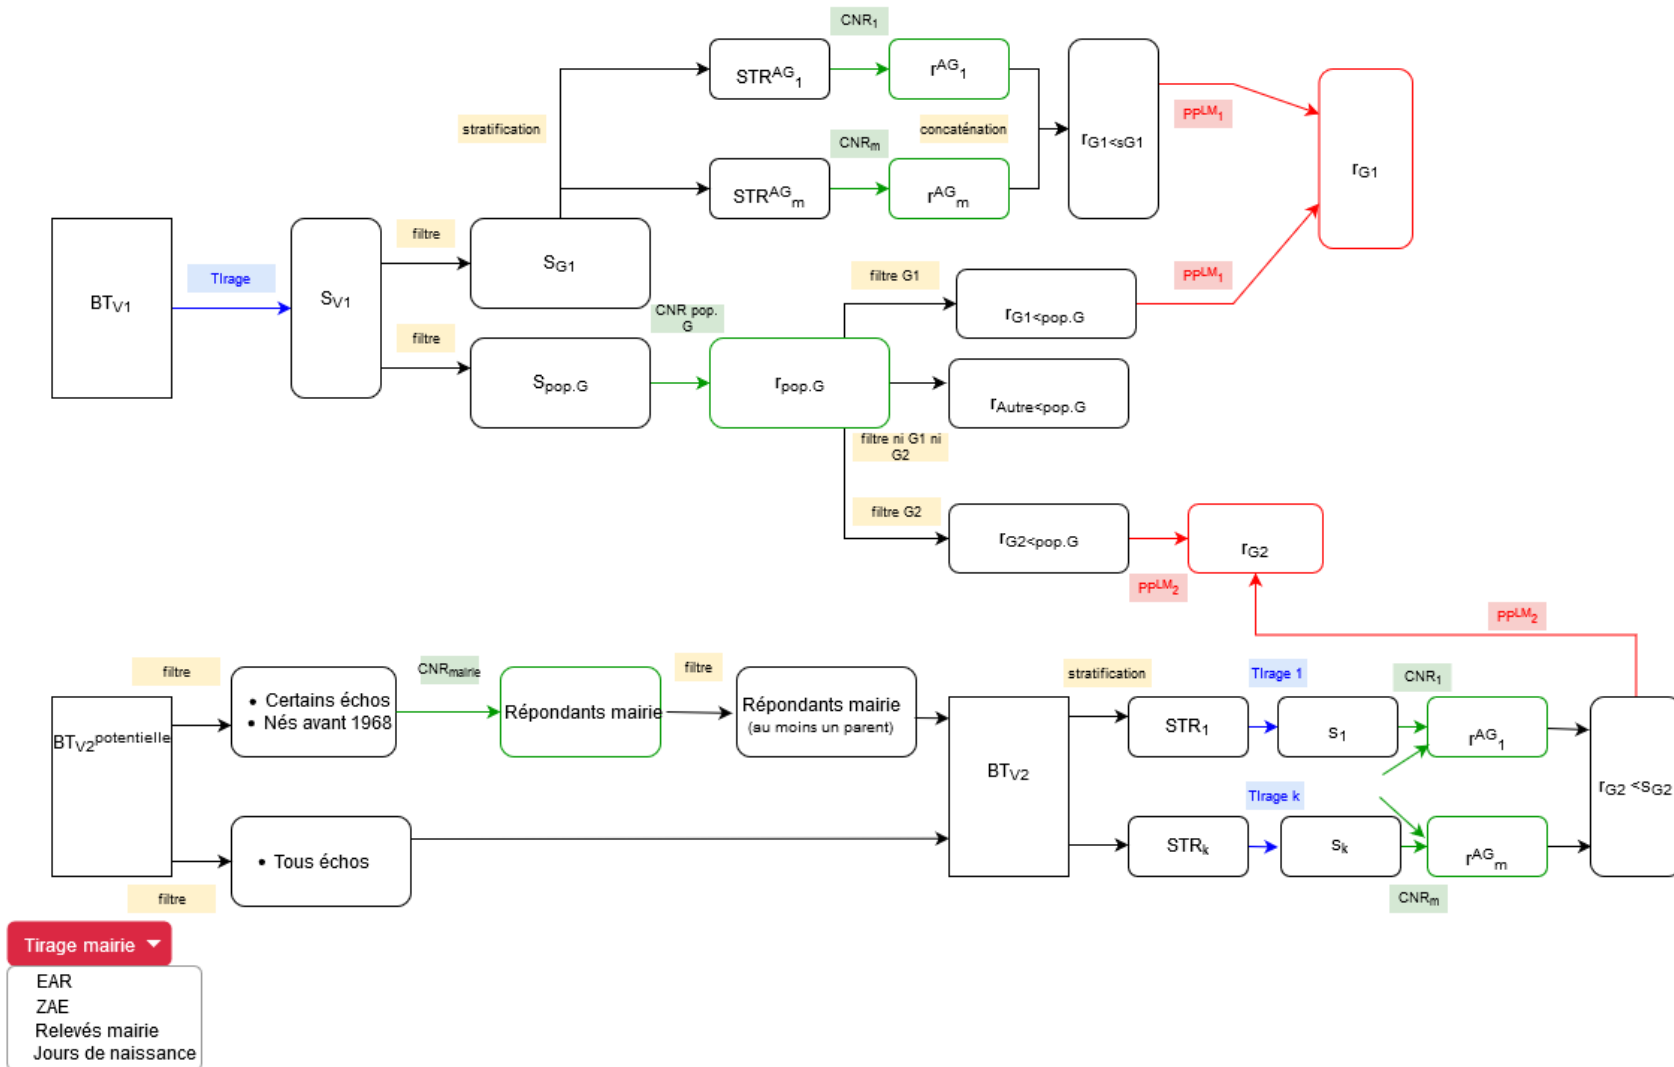 CNR1
STRAG1
rAG1
stratification
concaténation
rG1<sG1
PPLM1
rG1
CNRm
STRAGm
rAGm
BTV1
TIrage
SV1
filtre
SG1
filtre
Spop.G
CNR pop.
G
rpop.G
filtre G1
rG1<pop.G
PPLM1
rAutre<pop.G
filtre ni G1 ni
G2
filtre G2
rG2<pop.G
PPLM2
rG2
PPLM2
BTV2potentielle
filtre
• Certains échos
• Nés avant 1968
CNRmairie
Répondants mairie
filtre
Répondants mairie
(au moins un parent)
filtre
• Tous échos
BTV2
stratification
STR1
TIrage 1
s1
CNR1
rAG1
STRk
TIrage k
sk
CNRm
rAGm
rG2 <sG2
Tirage mairie
EAR
ZAE
Relevés mairie
Jours de naissance